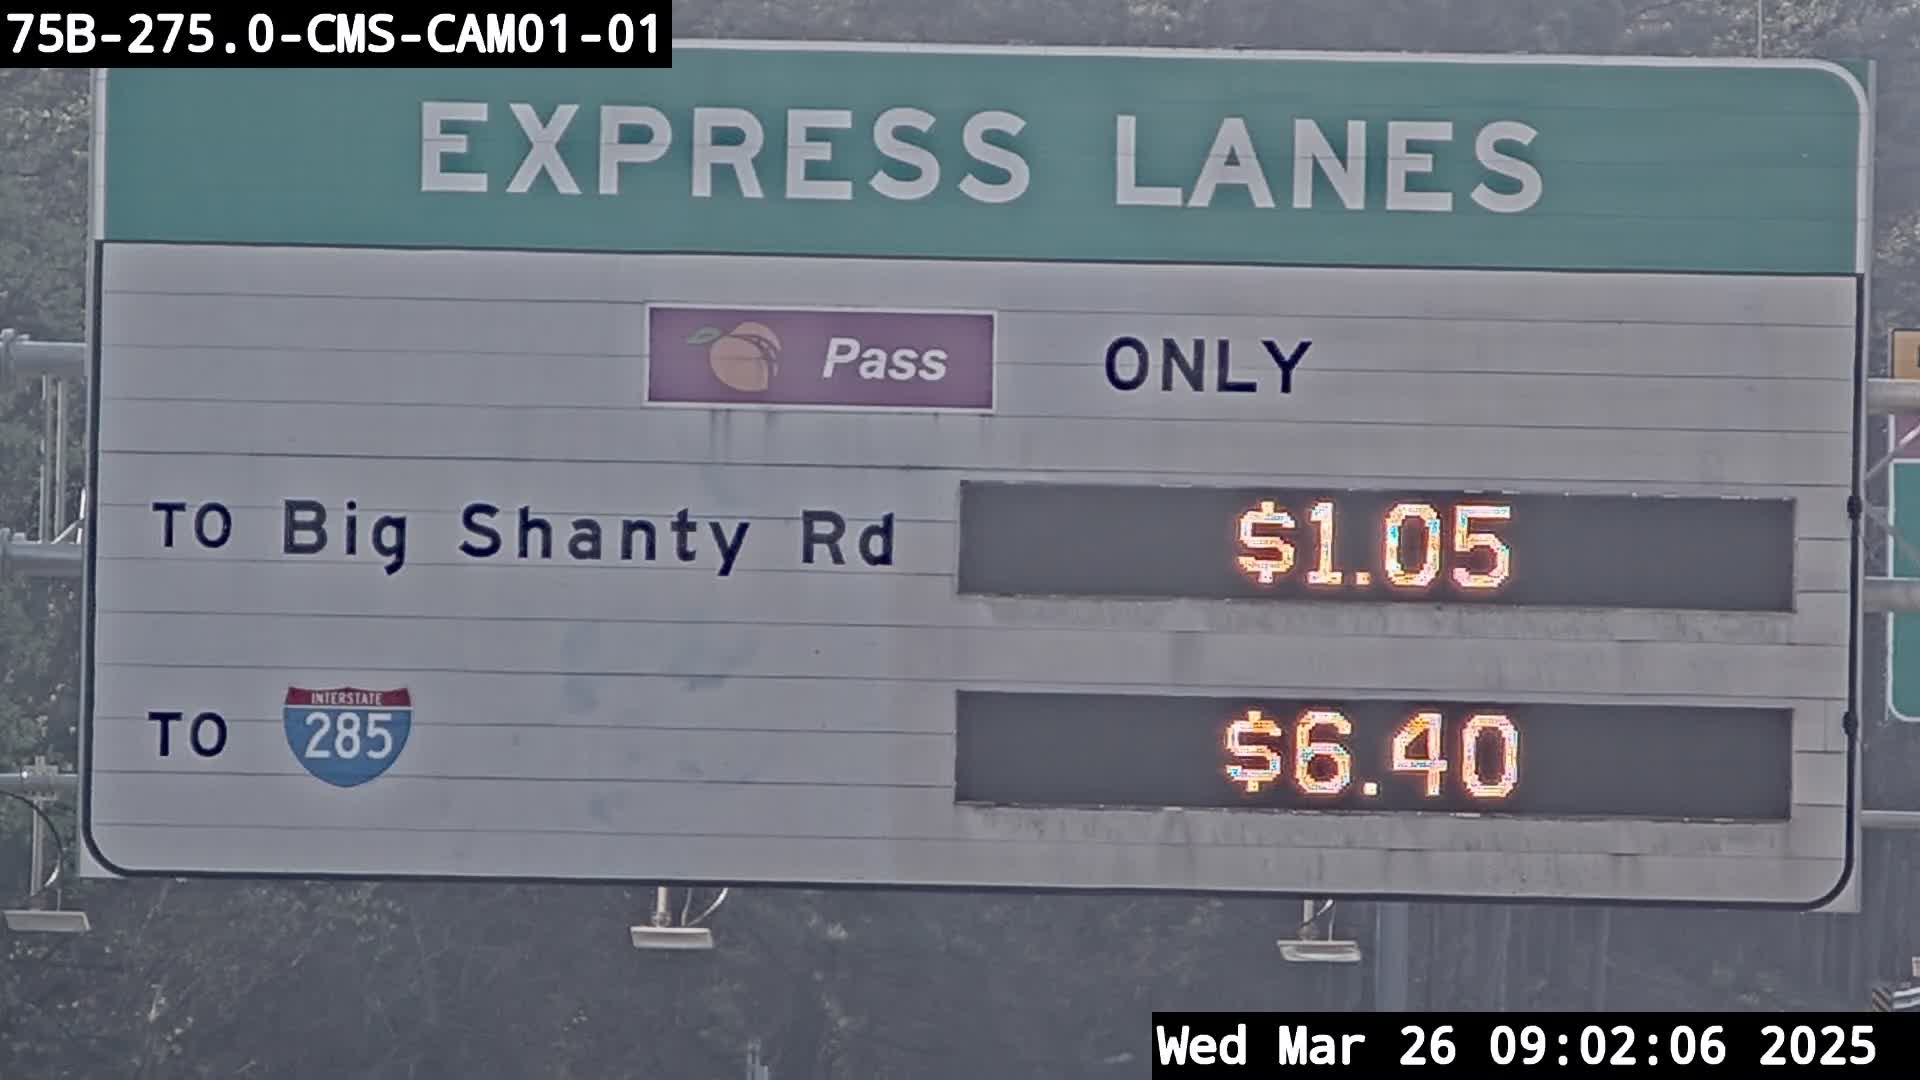 75B-275.0-CMS-CAM01-01
EXPRESS LANES
Pass ONLY
TO Big Shanty Rd $1.05
INTERSTATE
TO 285 $6.40
Wed Mar 26 09:02:06 2025